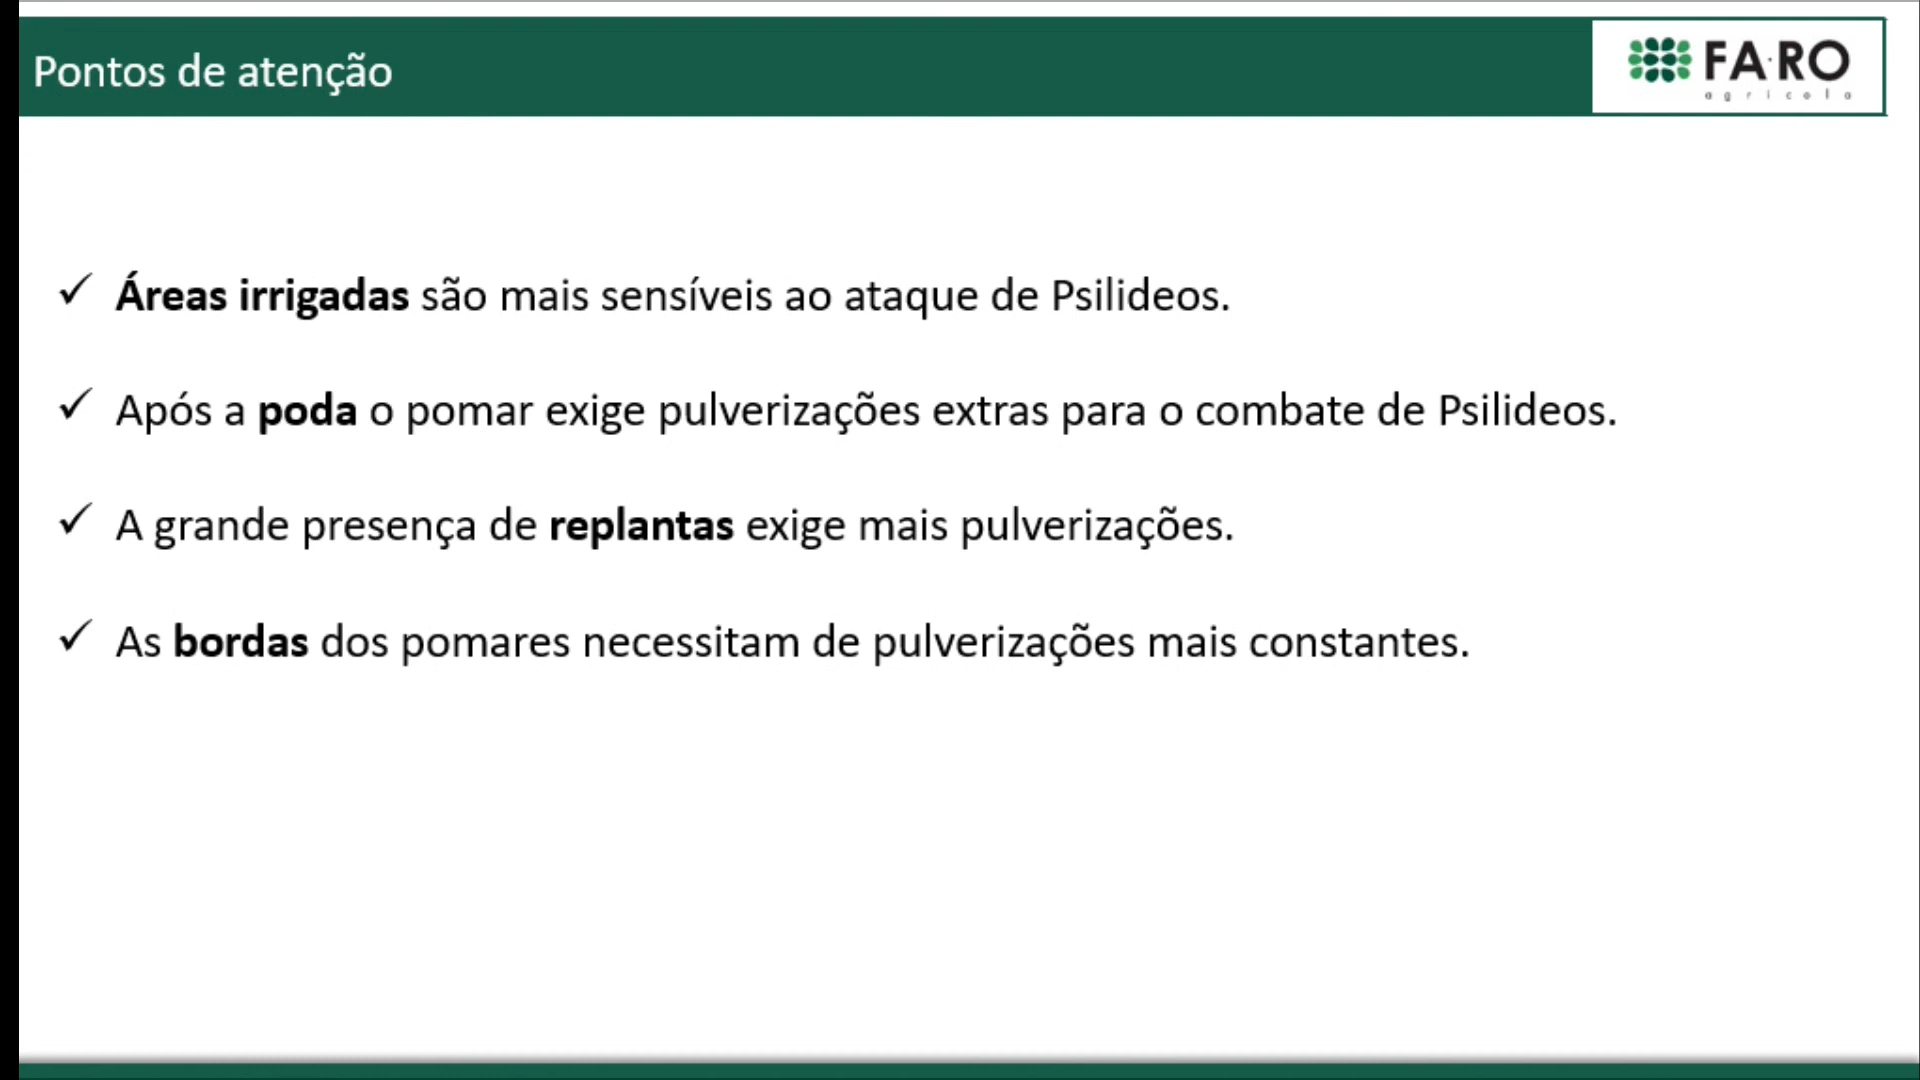 Pontos de atenção
FA·RO
agrícola
✓ Áreas irrigadas são mais sensíveis ao ataque de Psilideos.
✓ Após a poda o pomar exige pulverizações extras para o combate de Psilideos.
✓ A grande presença de replantas exige mais pulverizações.
✓ As bordas dos pomares necessitam de pulverizações mais constantes.